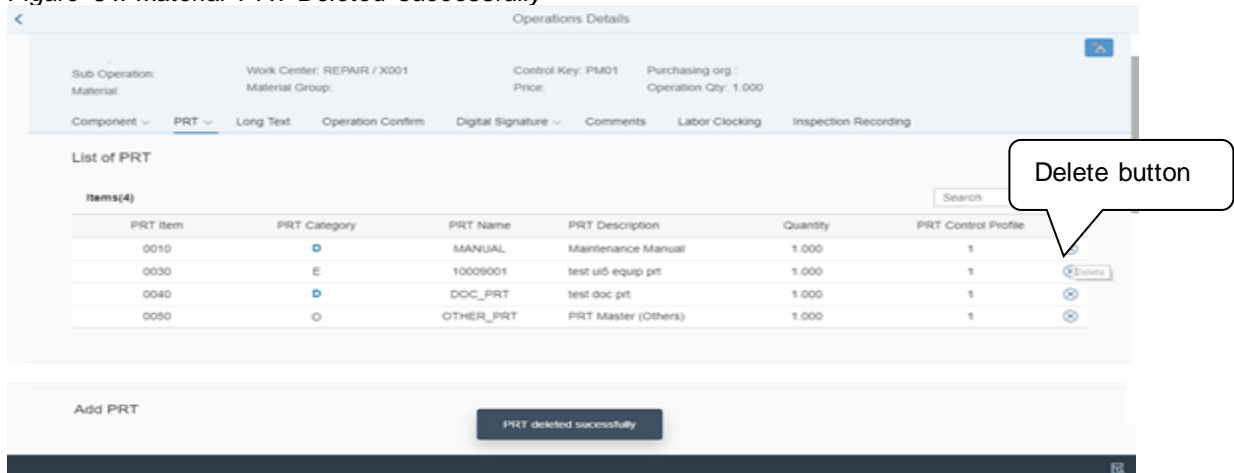 Operations Details
Sub Operation: Work Center: REPAIR / X001 Control Key: PM01 Purchasing org.:
Material: Material Group: Price: Operation Qty: 1.000
Component PRT Long Text Operation Confirm Digital Signature Comments Labor Clocking Inspection Recording
List of PRT
Delete button
Items(4) Search
PRT Item PRT Category PRT Name PRT Description Quantity PRT Control Profile
0010 D MANUAL Maintenance Manual 1.000 1
0030 E 10009001 test ui5 equip prt 1.000 1 Delete
0040 D DOC_PRT test doc prt 1.000 1
0050 O OTHER_PRT PRT Master (Others) 1.000 1
Add PRT
PRT deleted sucessfully